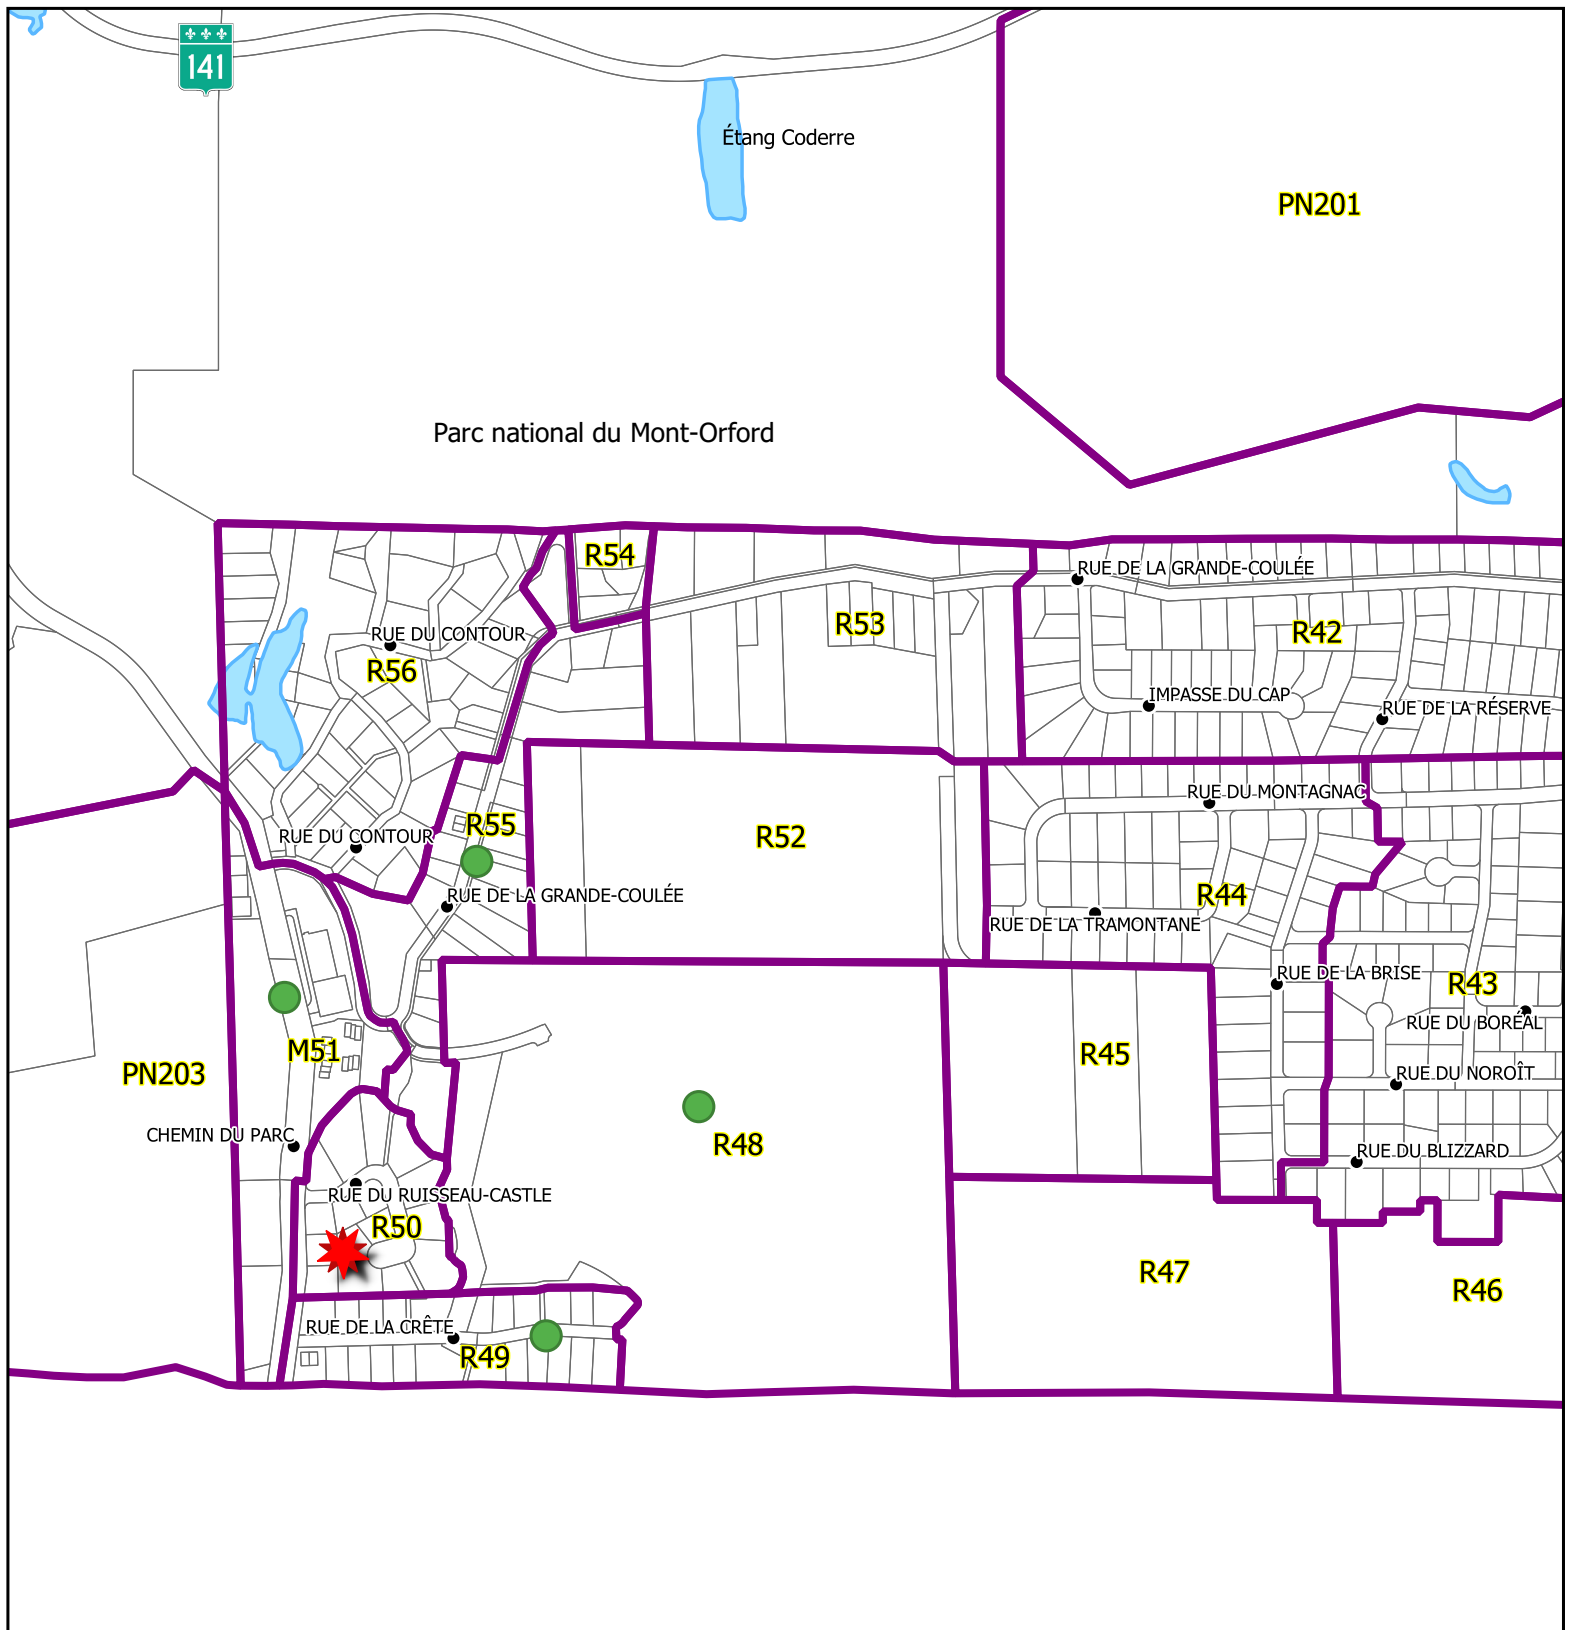 141
Étang Coderre
PN201
Parc national du Mont-Orford
R54
RUE DE LA GRANDE-COULÉE
R53
R42
RUE DU CONTOUR
R56
IMPASSE DU CAP
RUE DE LA RÉSERVE
RUE DU MONTAGNAC
R55
RUE DU CONTOUR
R52
RUE DE LA GRANDE-COULÉE
R44
RUE DE LA TRAMONTANE
RUE DE LA BRISE
R43
RUE DU BORÉAL
M51
R45
PN203
RUE DU NOROÎT
CHEMIN DU PARC
R48
RUE DU BLIZZARD
RUE DU RUISSEAU-CASTLE
R50
R47
R46
RUE DE LA CRÊTE
R49